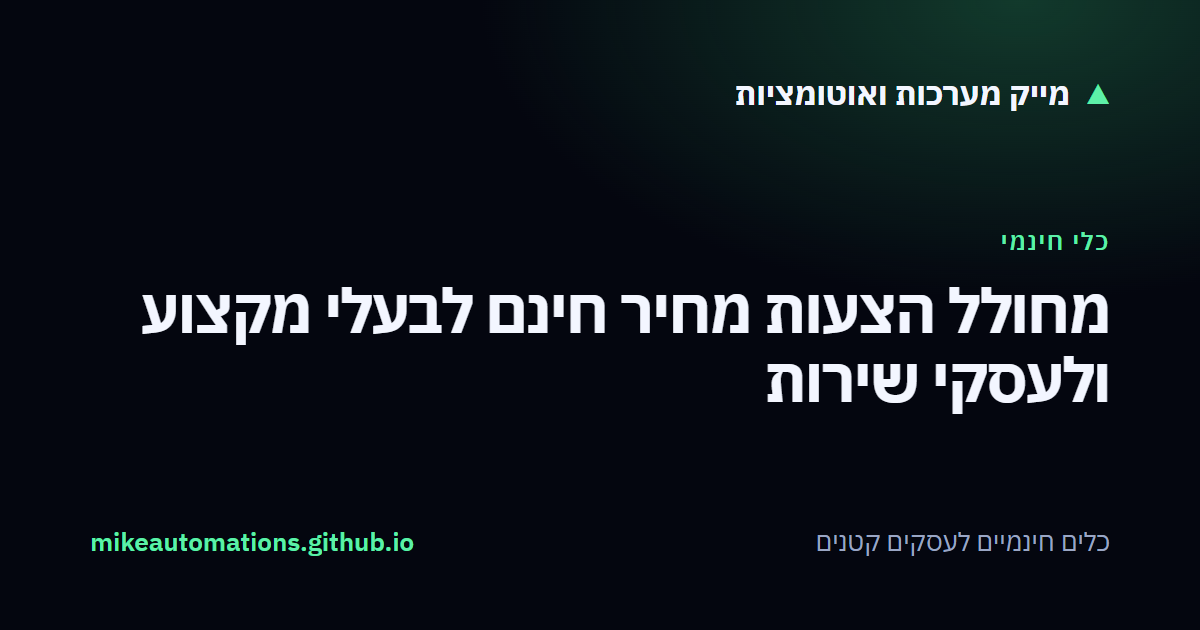 מייק מערכות ואוטומציות
כלי חינמי
מחולל הצעות מחיר חינם לבעלי מקצוע
ולעסקי שירות
כלים חינמיים לעסקים קטנים
mikeautomations.github.io